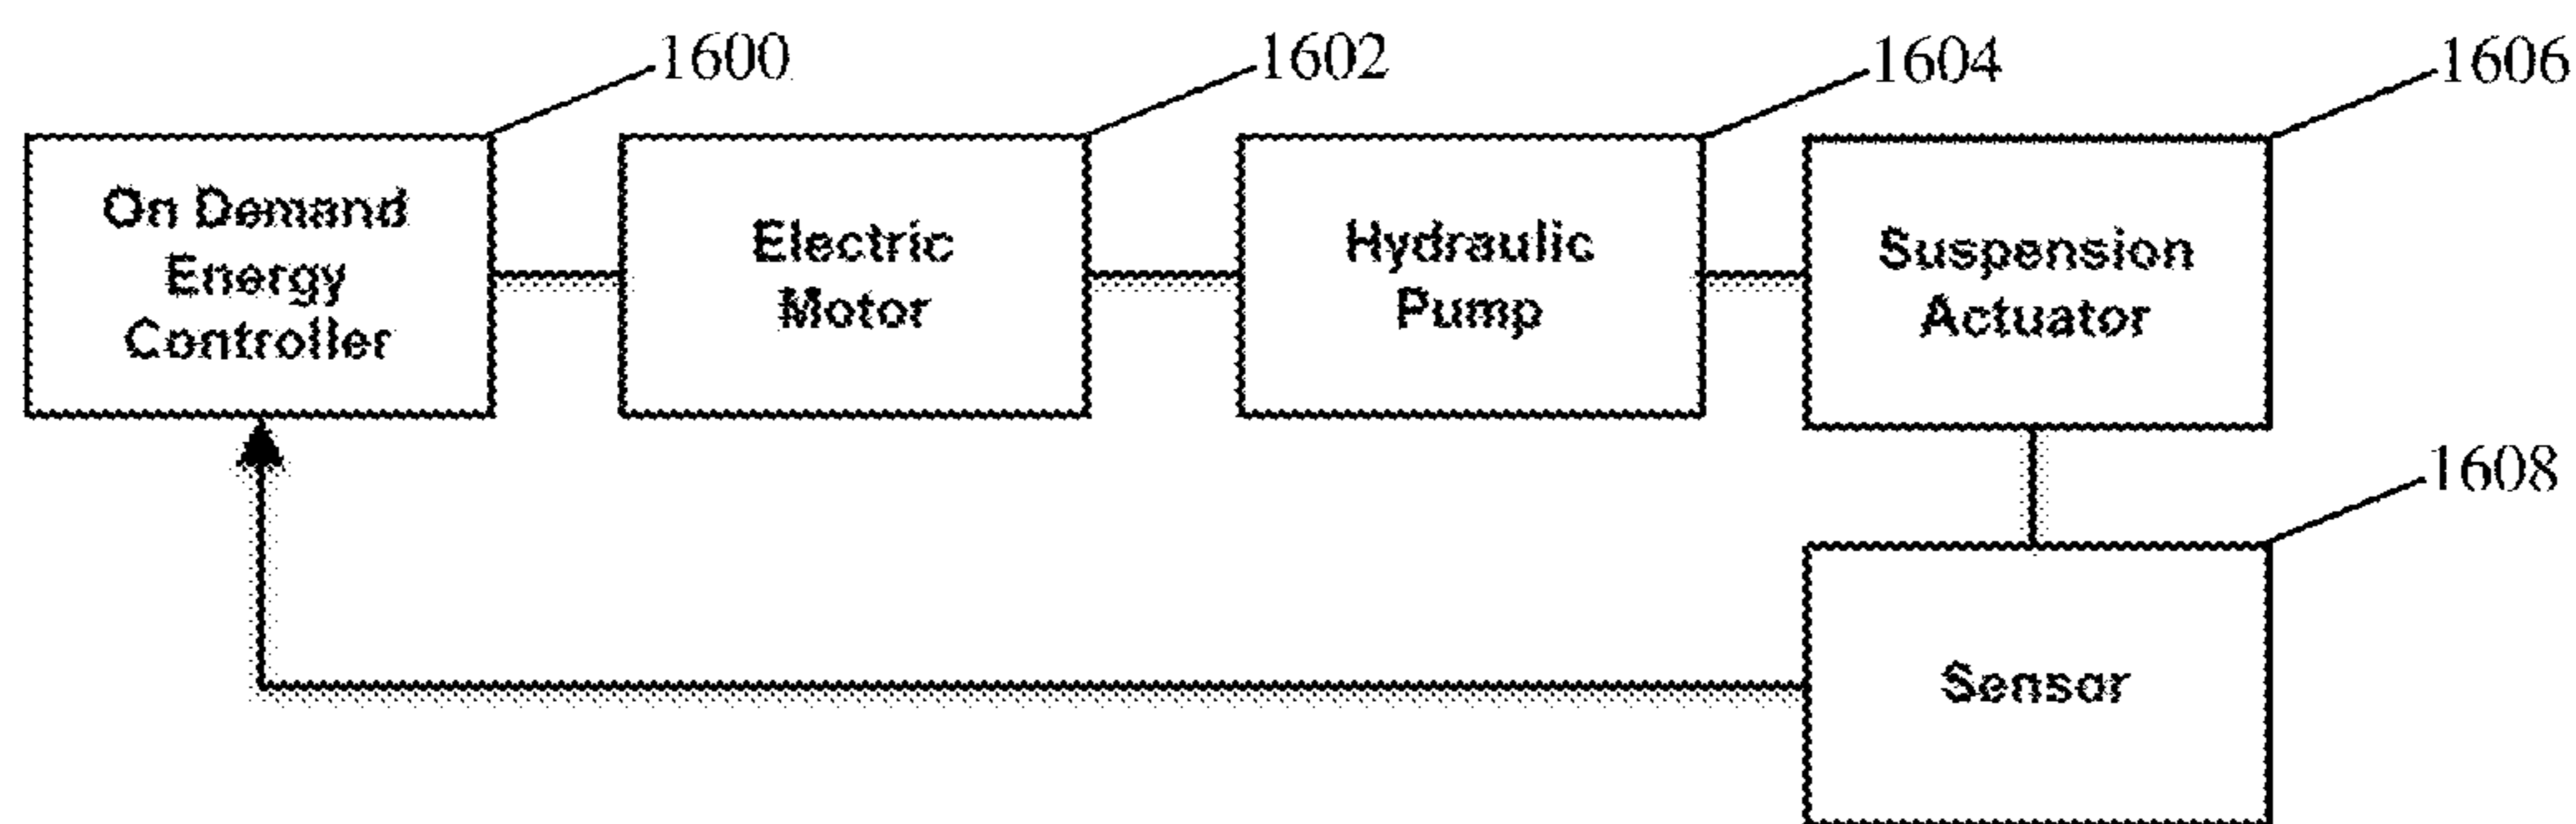 1600
1602
1604
1606
On Demand
Energy
Controller
Electric
Motor
Hydraulic
Pump
Suspension
Actuator
1608
Sensor